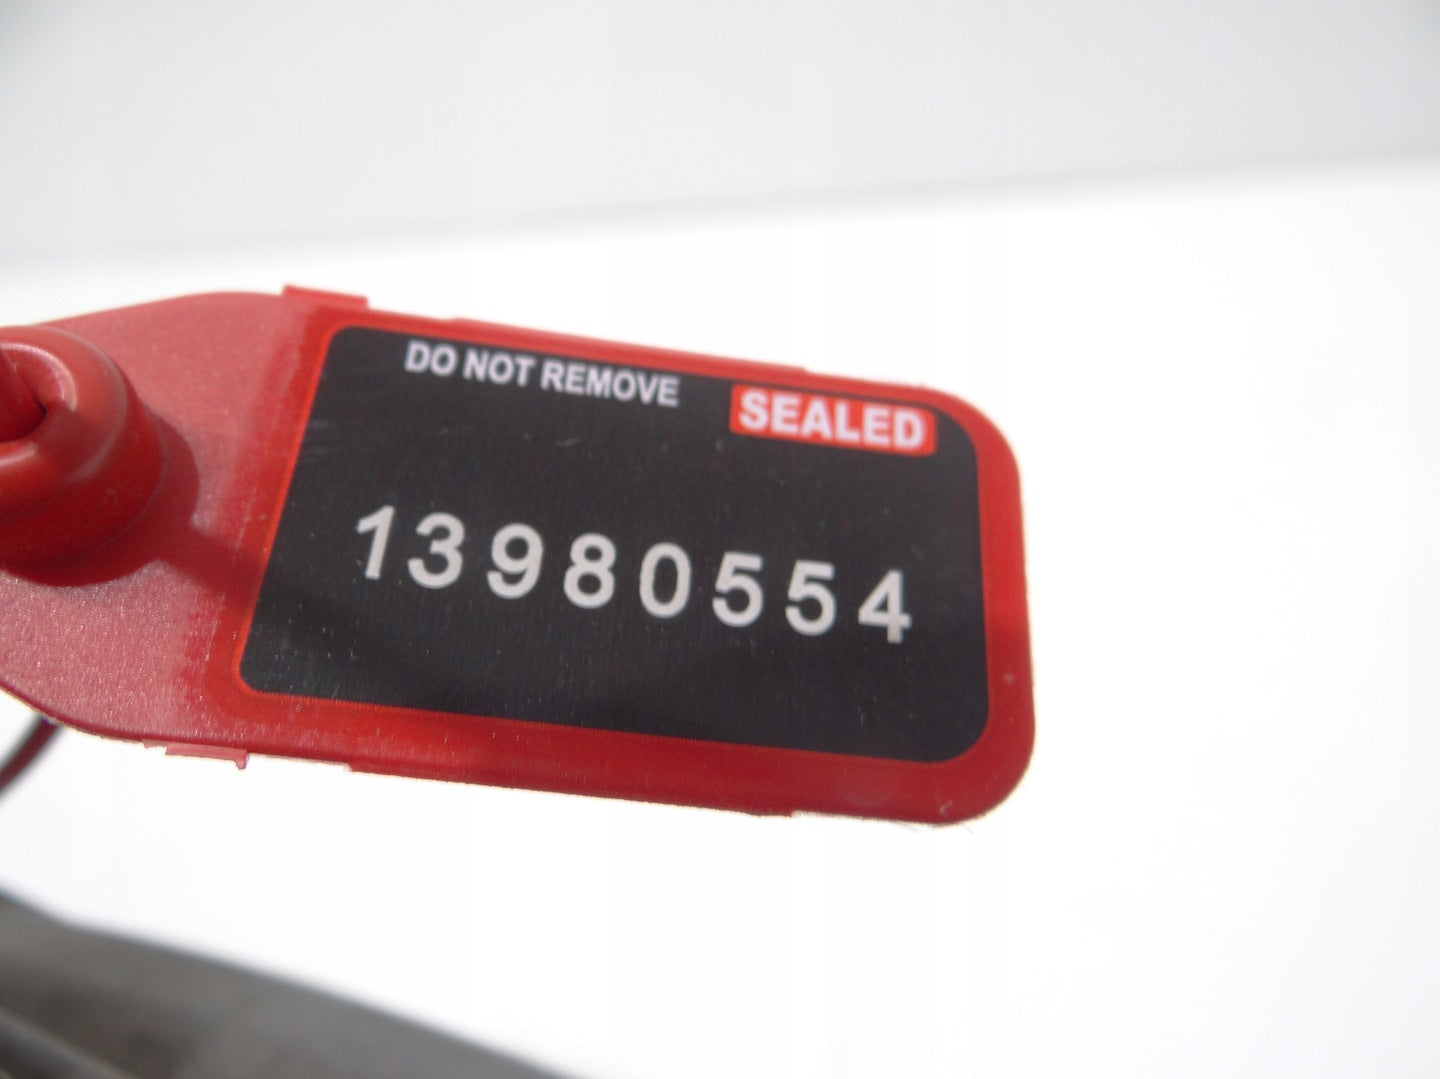 DO NOT REMOVE
SEALED
13980554